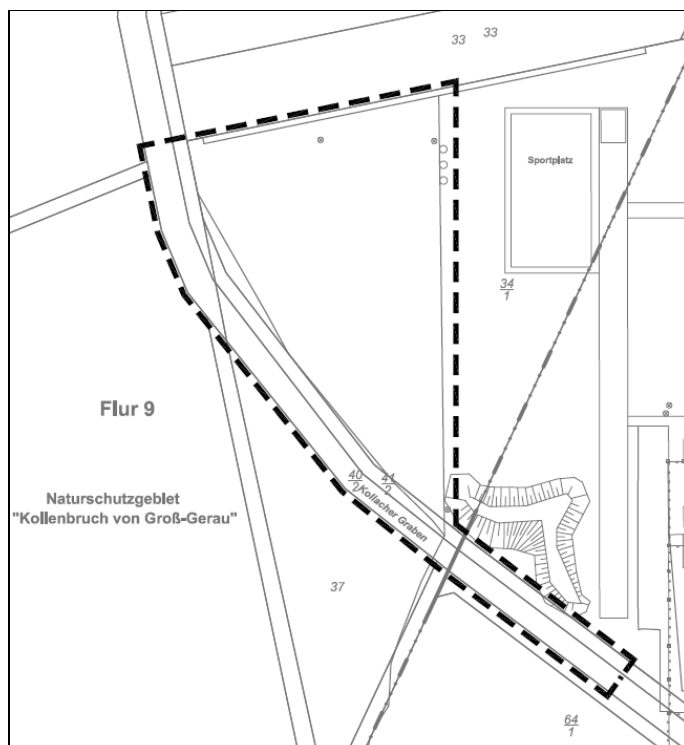 33 33
Sportplatz
34
1
Flur 9
40
2
41
2
Kollacher Graben
Naturschutzgebiet
"Kollenbruch von Groß-Gerau"
37
64
1